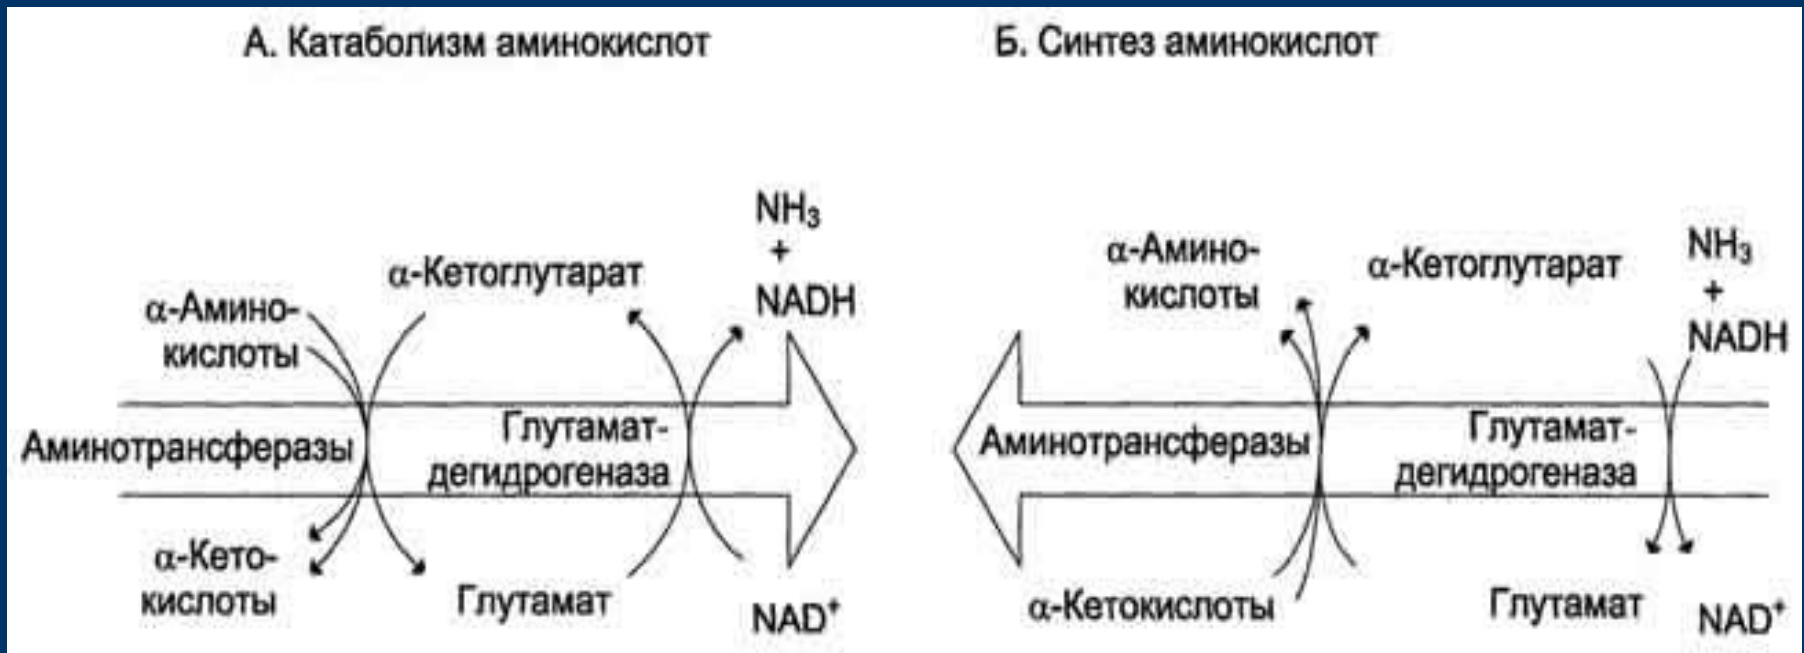 А. Катаболизм аминокислот
NH₃
+
NADH
α-Кетоглутарат
α-Амино-
кислоты
Аминотрансферазы
Глутамат-
дегидрогеназа
α-Кето-
кислоты
Глутамат
NAD⁺
Б. Синтез аминокислот
α-Амино-
кислоты
α-Кетоглутарат
NH₃
+
NADH
Аминотрансферазы
Глутамат-
дегидрогеназа
α-Кетокислоты
Глутамат
NAD⁺